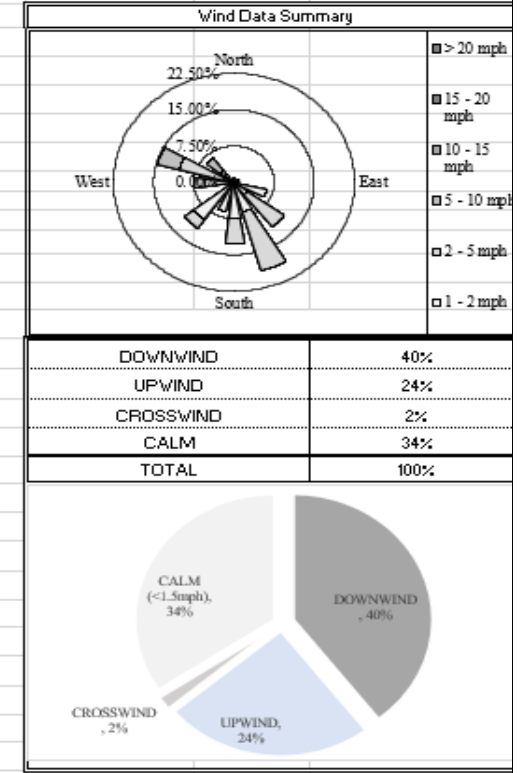 Wind Data Summary
North
22.50%
15.00%
7.50%
West
East
South
> 20 mph
15 - 20
mph
10 - 15
mph
5 - 10 mph
2 - 5 mph
1 - 2 mph
DOWNWIND 40%
UPWIND 24%
CROSSWIND 2%
CALM 34%
TOTAL 100%
CALM
(<1.5mph),
34%
DOWNWIND
, 40%
CROSSWIND
, 2%
UPWIND,
24%